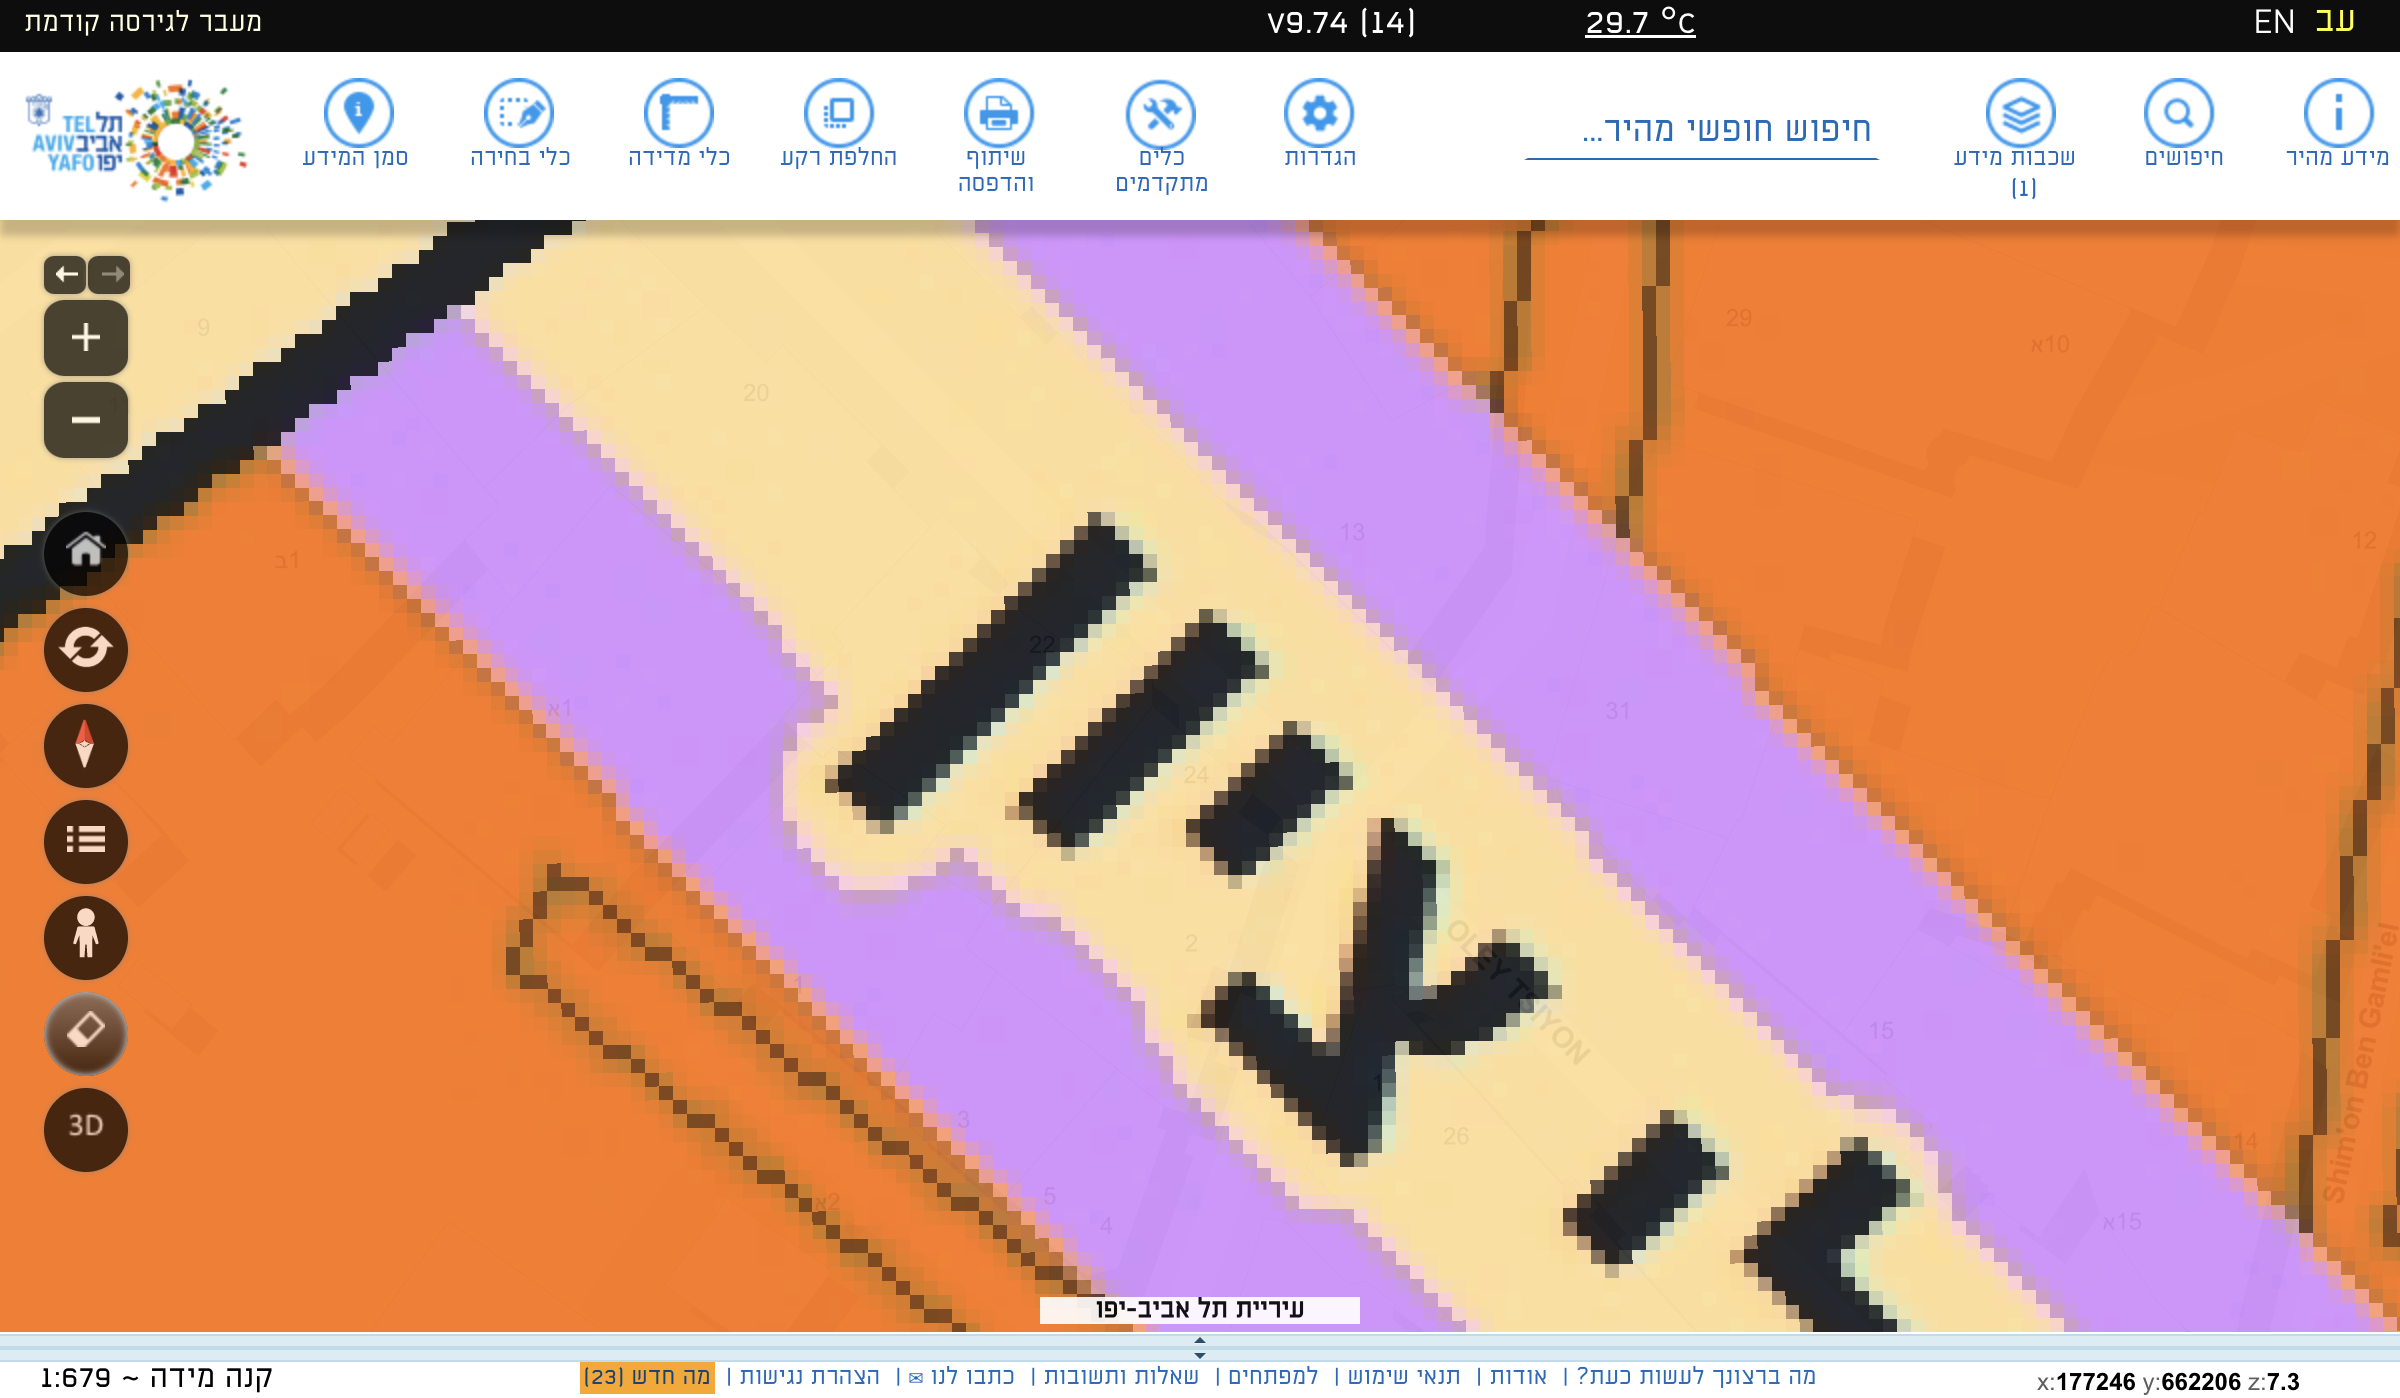 מעבר לגירסה קודמת
V9.74 (14)
29.7 °C
EN עב
תל אביב יפו
TEL AVIV YAFO
סמן המידע
כלי בחירה
כלי מדידה
החלפת רקע
שיתוף והדפסה
כלים מתקדמים
הגדרות
חיפוש חופשי מהיר...
שכבות מידע (1)
חיפושים
מידע מהיר
9
20
29
10א
12
13
1ב
22
31
1א
24
2
OLEY TSIYON
1
15
1
3
26
14
Shim'on Ben Gamli'el
5
4
2א
15א
3D
עיריית תל אביב-יפו
קנה מידה ~ 1:679
מה ברצונך לעשות כעת? | אודות | תנאי שימוש | למפתחים | שאלות ותשובות | כתבו לנו ✉ | הצהרת נגישות | מה חדש (23)
x:177246 y:662206 z:7.3